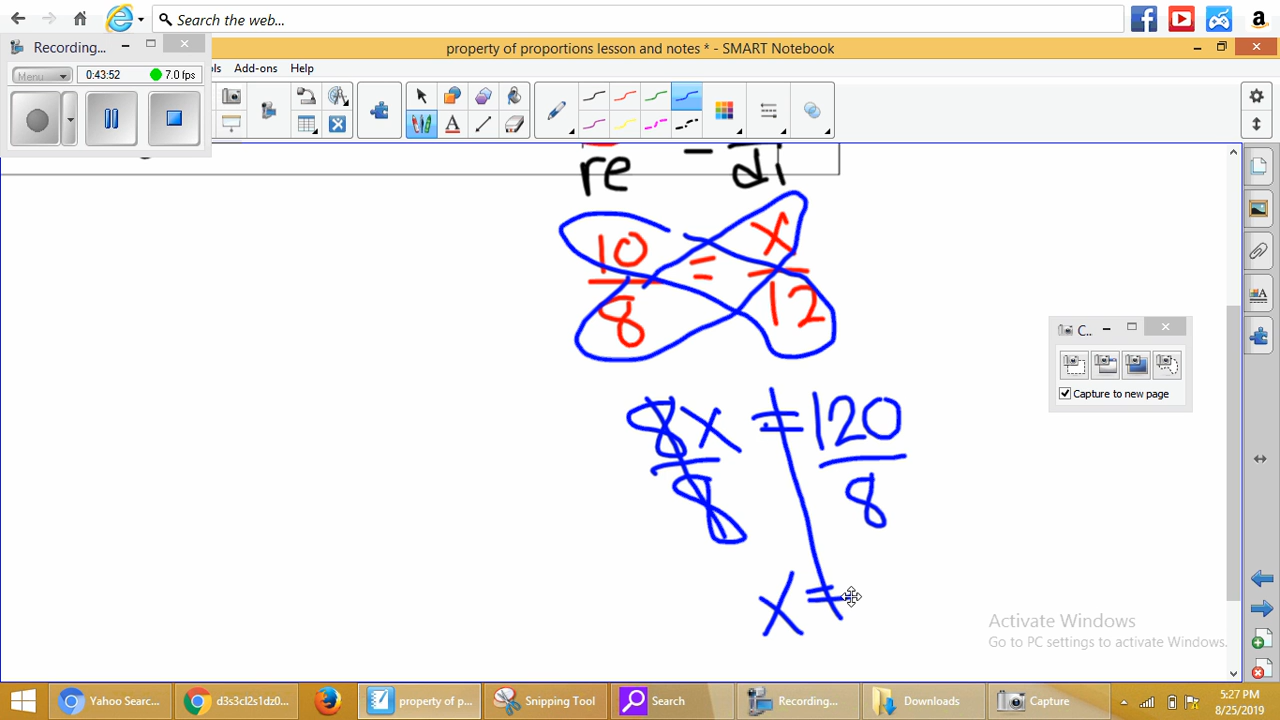 Search the web...
Recording...
property of proportions lesson and notes * - SMART Notebook
Menu
0:43:52
7.0 fps
Add-ons
Help
re
=
di
10/8 = x/12
8x/8 = 120/8
x =
C..
Capture to new page
Activate Windows
Go to PC settings to activate Windows.
Yahoo Searc...
d3s3cl2s1dz0...
property of p...
Snipping Tool
Search
Recording...
Downloads
Capture
5:27 PM
8/25/2019